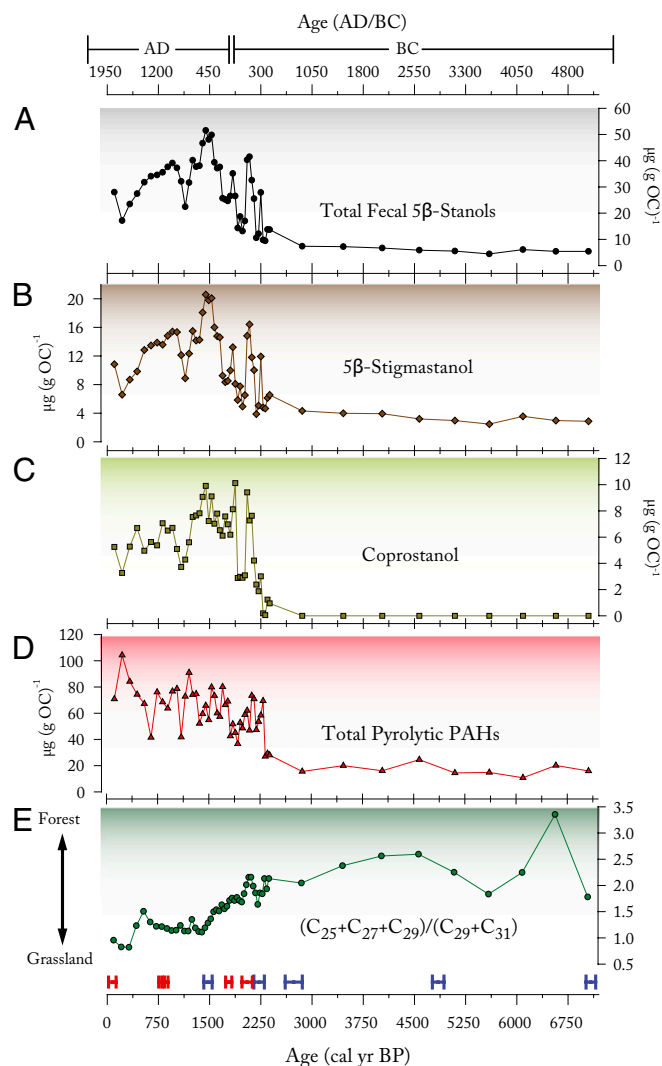 Age (AD/BC)
AD BC
1950 1200 450 300 1050 1800 2550 3300 4050 4800
A
60
50
40
30
20
10
0
µg (g OC)⁻¹
Total Fecal 5β-Stanols
B
20
16
12
8
4
0
µg (g OC)⁻¹
5β-Stigmastanol
C
12
10
8
6
4
2
0
µg (g OC)⁻¹
Coprostanol
D
120
100
80
60
40
20
0
µg (g OC)⁻¹
Total Pyrolytic PAHs
E
Forest
Grassland
3.5
3.0
2.5
2.0
1.5
1.0
0.5
(C₂₅+C₂₇+C₂₉)/(C₂₉+C₃₁)
0 750 1500 2250 3000 3750 4500 5250 6000 6750
Age (cal yr BP)